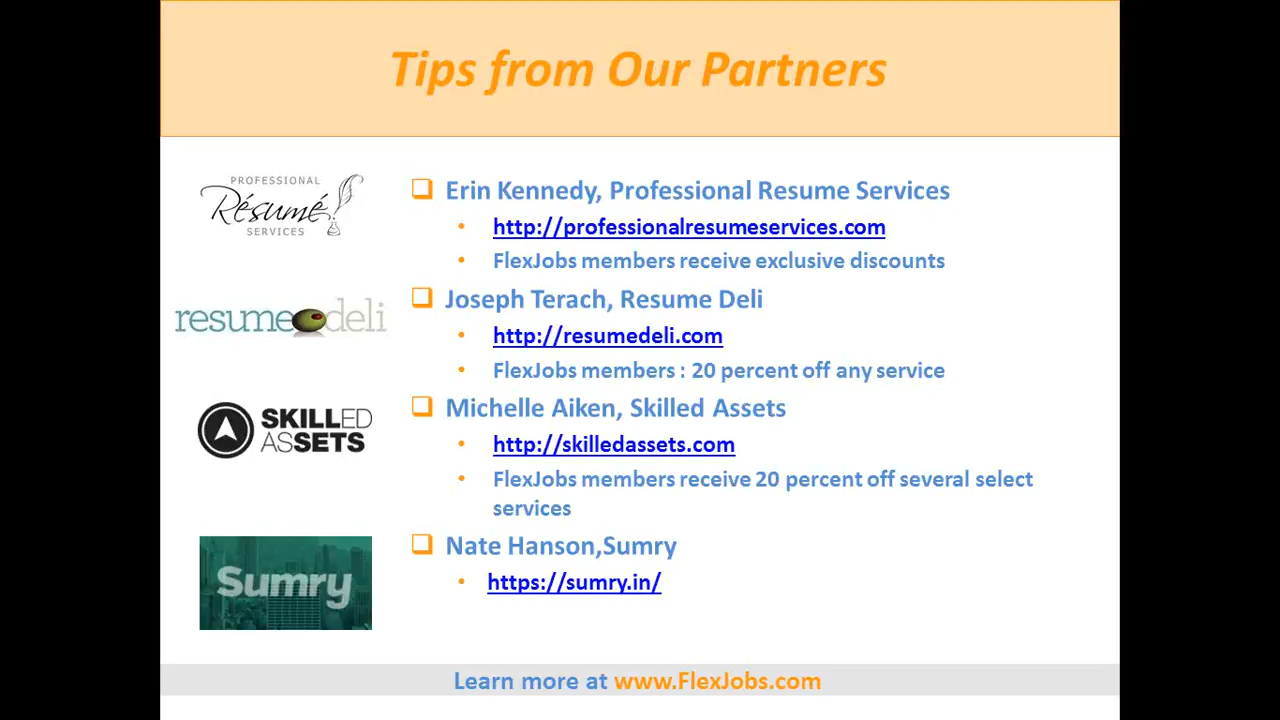 Tips from Our Partners
PROFESSIONAL
Résumé
SERVICES
Erin Kennedy, Professional Resume Services
http://professionalresumeservices.com
FlexJobs members receive exclusive discounts
resume deli
Joseph Terach, Resume Deli
http://resumedeli.com
FlexJobs members : 20 percent off any service
SKILLED
ASSETS
Michelle Aiken, Skilled Assets
http://skilledassets.com
FlexJobs members receive 20 percent off several select
services
Sumry
Nate Hanson,Sumry
https://sumry.in/
Learn more at www.FlexJobs.com